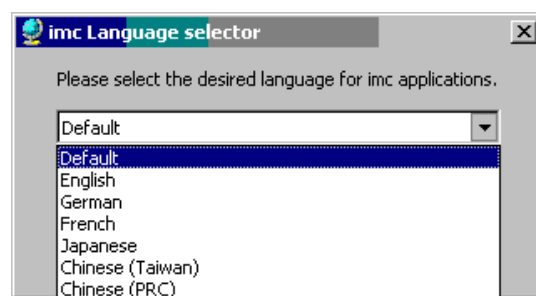 imc Language selector
Please select the desired language for imc applications.
Default
Default
English
German
French
Japanese
Chinese (Taiwan)
Chinese (PRC)